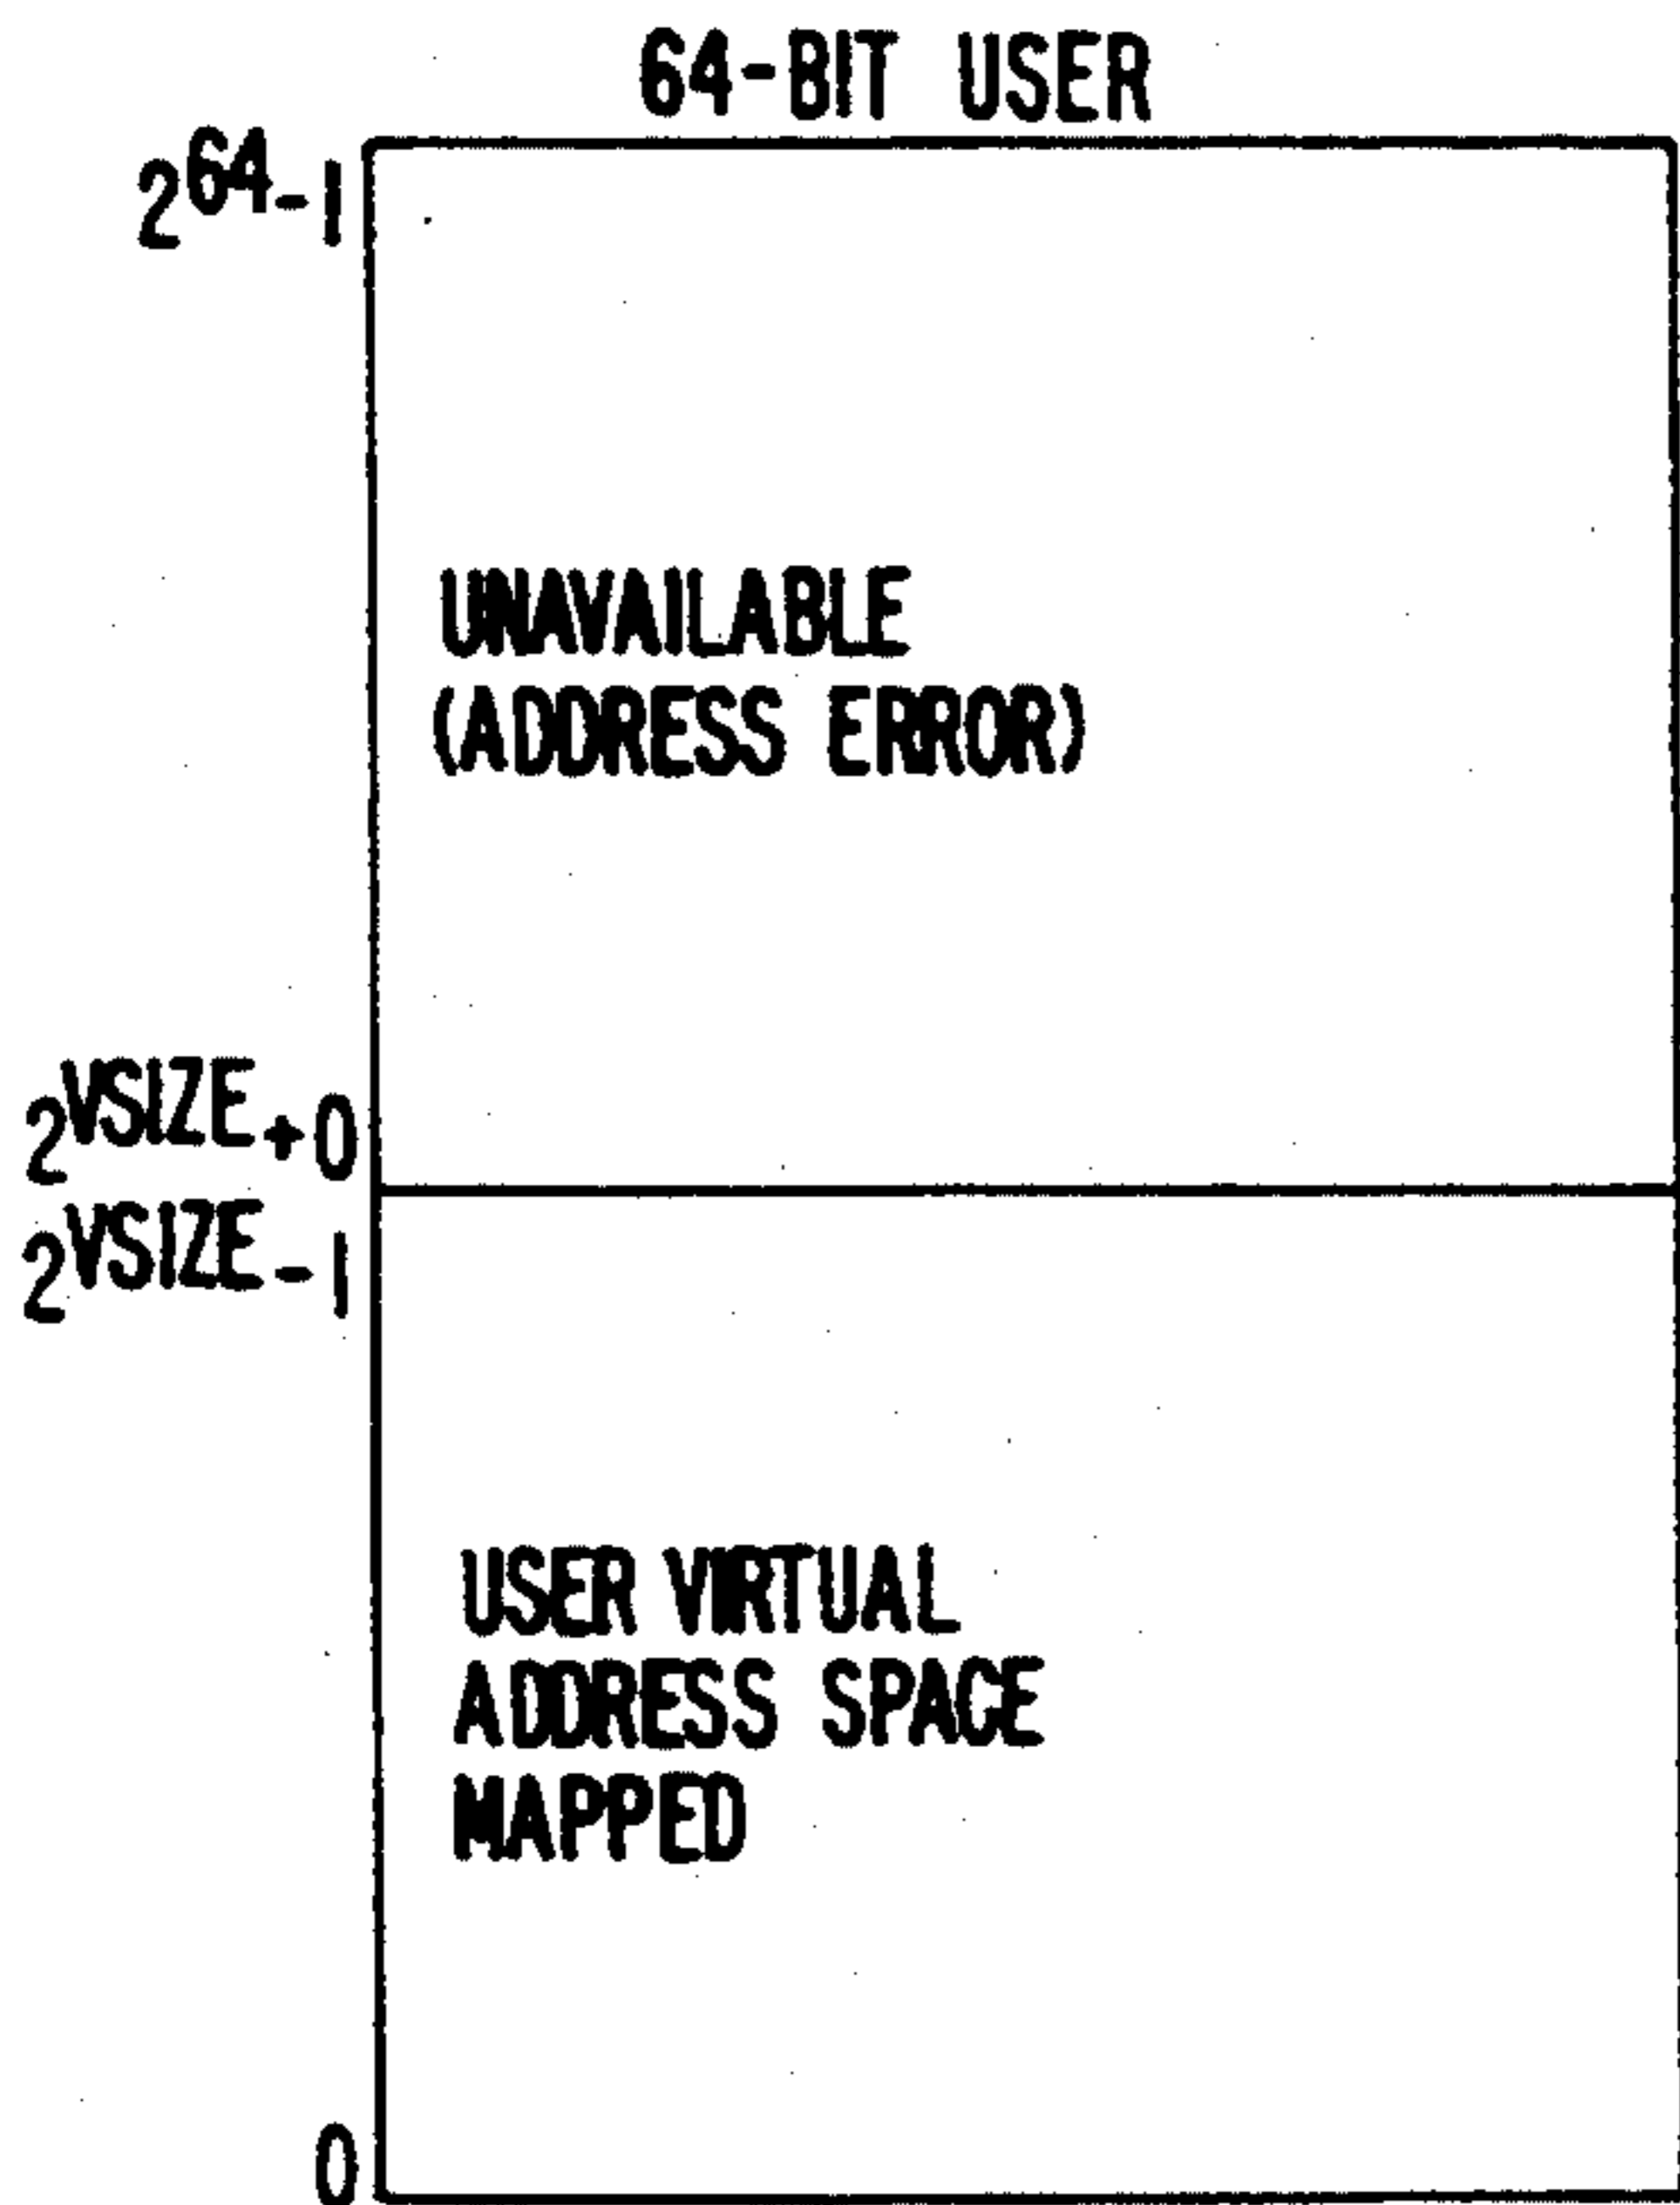 64-BIT USER
2^64-1
UNAVAILABLE
(ADDRESS ERROR)
2^VSIZE+0
2^VSIZE-1
USER VIRTUAL
ADDRESS SPACE
MAPPED
0